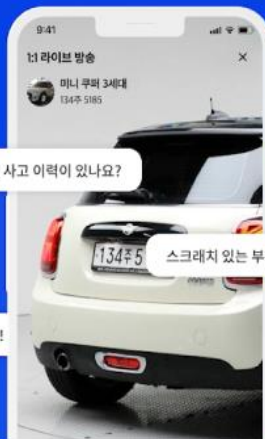 9:41
1:1 라이브 방송
×
미니 쿠퍼 3세대
134주 5185
사고 이력이 있나요?
134주 5
스크래치 있는 부
!